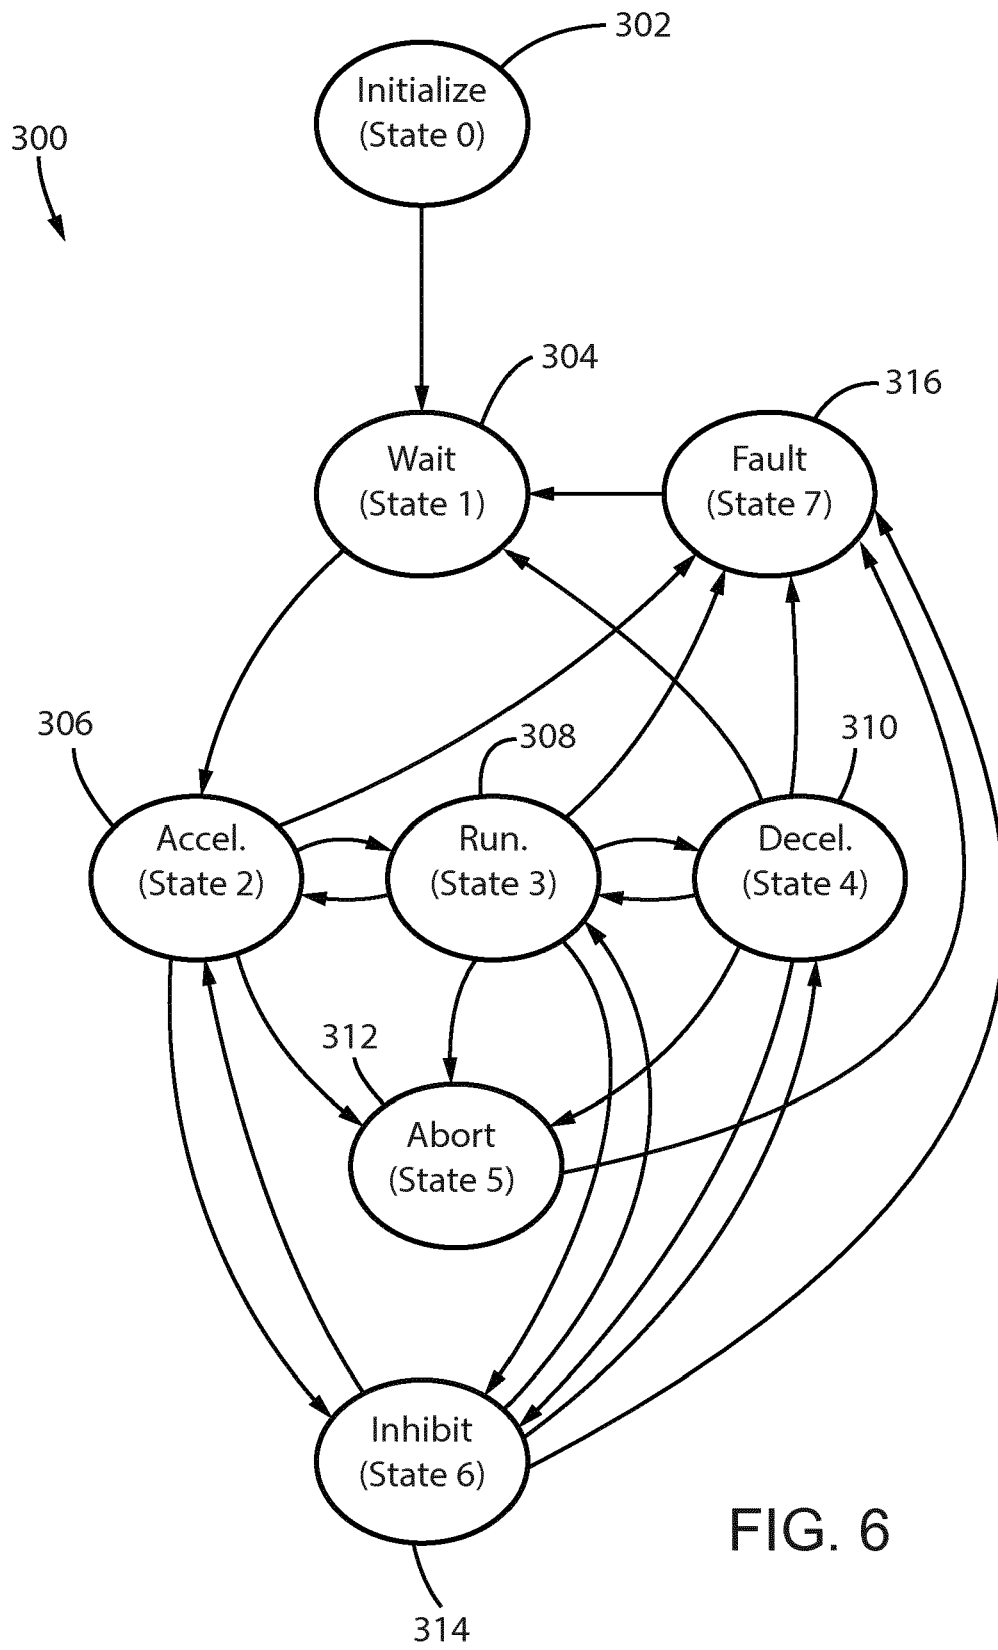 302
Initialize
(State 0)
300
304
Wait
(State 1)
316
Fault
(State 7)
306
Accel.
(State 2)
308
Run.
(State 3)
310
Decel.
(State 4)
312
Abort
(State 5)
Inhibit
(State 6)
314
FIG. 6